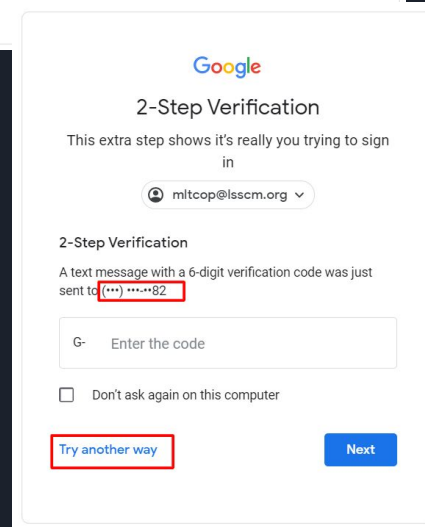 Google
2-Step Verification
This extra step shows it's really you trying to sign
in
mltcop@lsscm.org
2-Step Verification
A text message with a 6-digit verification code was just
sent to (•••) •••-••82
G- Enter the code
Don't ask again on this computer
Try another way Next